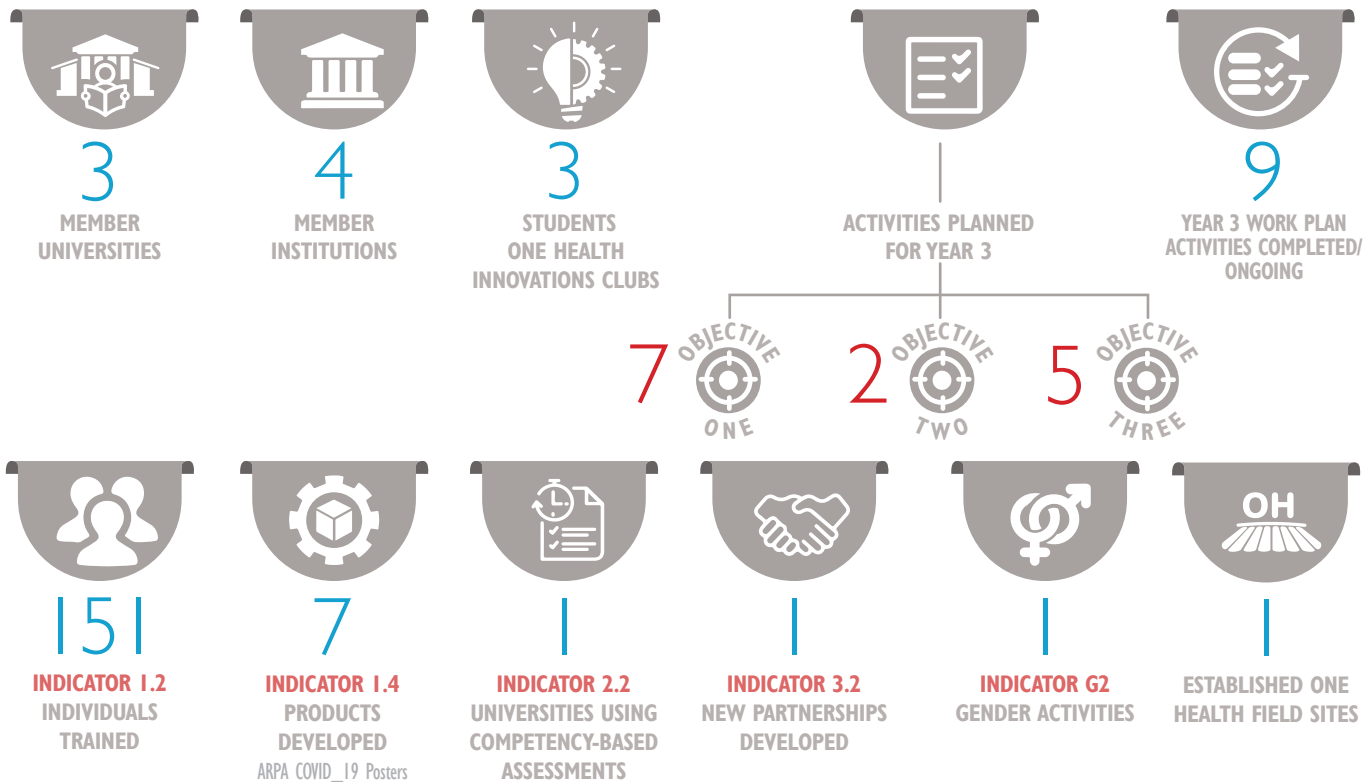 3
MEMBER
UNIVERSITIES
4
MEMBER
INSTITUTIONS
3
STUDENTS
ONE HEALTH
INNOVATIONS CLUBS
ACTIVITIES PLANNED
FOR YEAR 3
9
YEAR 3 WORK PLAN
ACTIVITIES COMPLETED/
ONGOING
7
OBJECTIVE
ONE
2
OBJECTIVE
TWO
5
OBJECTIVE
THREE
151
INDICATOR 1.2
INDIVIDUALS
TRAINED
7
INDICATOR 1.4
PRODUCTS
DEVELOPED
ARPA COVID_19 Posters
1
INDICATOR 2.2
UNIVERSITIES USING
COMPETENCY-BASED
ASSESSMENTS
1
INDICATOR 3.2
NEW PARTNERSHIPS
DEVELOPED
1
INDICATOR G2
GENDER ACTIVITIES
OH
1
ESTABLISHED ONE
HEALTH FIELD SITES